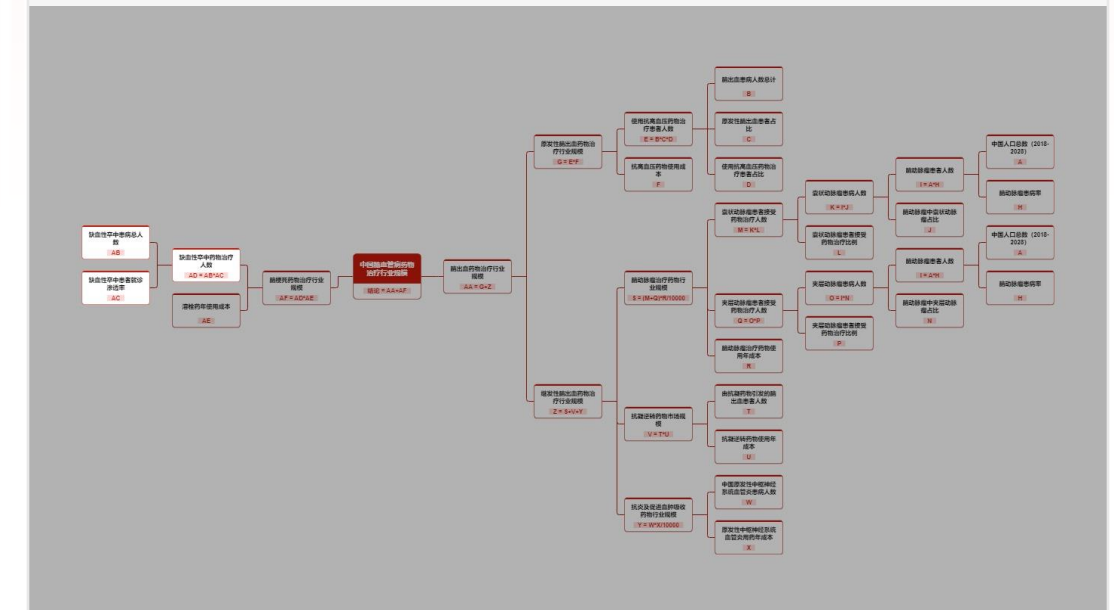 缺血性卒中患病总人
数
AB
缺血性卒中患者就诊
渗透率
AC
缺血性卒中药物治疗
人数
AD = AB*AC
溶栓药年使用成本
AE
脑梗死药物治疗行业
规模
AF = AD*AE
中国脑血管病药物
治疗行业规模
结论 = AA+AF
脑出血药物治疗行业
规模
AA = G+Z
原发性脑出血药物治
疗行业规模
G = E*F
使用抗高血压药物治
疗患者人数
E = B*C*D
脑出血患病人数总计
B
原发性脑出血患者占
比
C
使用抗高血压药物治
疗患者占比
D
抗高血压药物使用成
本
F
继发性脑出血药物治
疗行业规模
Z = S+V+Y
脑动脉瘤治疗药物行
业规模
S = (M+Q)*R/10000
囊状动脉瘤患者接受
药物治疗人数
M = K*L
囊状动脉瘤患病人数
K = I*J
脑动脉瘤患者人数
I = A*H
中国人口总数（2018-
2028）
A
脑动脉瘤患病率
H
脑动脉瘤中囊状动脉
瘤占比
J
囊状动脉瘤患者接受
药物治疗比例
L
夹层动脉瘤患者接受
药物治疗人数
Q = O*P
夹层动脉瘤患病人数
O = I*N
脑动脉瘤患者人数
I = A*H
中国人口总数（2018-
2028）
A
脑动脉瘤患病率
H
脑动脉瘤中夹层动脉
瘤占比
N
夹层动脉瘤患者接受
药物治疗比例
P
脑动脉瘤治疗药物使
用年成本
R
抗凝逆转药物市场规
模
V = T*U
由抗凝药物引发的脑
出血患者人数
T
抗凝逆转药物使用年
成本
U
抗炎及促进血肿吸收
药物行业规模
Y = W*X/10000
中国原发性中枢神经
系统血管炎患病人数
W
原发性中枢神经系统
血管炎用药年成本
X